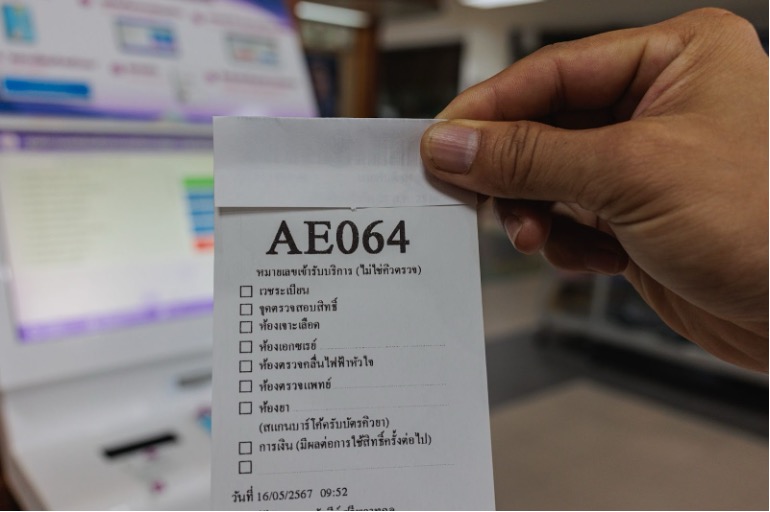 AE064
หมายเลขเข้ารับบริการ (ไม่ใช่คิวตรวจ)
เวชระเบียน
จุดตรวจสอบสิทธิ์
ห้องเจาะเลือด
ห้องเอกซเรย์
ห้องตรวจคลื่นไฟฟ้าหัวใจ
ห้องตรวจแพทย์
ห้องยา
(สแกนบาร์โค้ครับบัตรคิวยา)
การเงิน (มีผลต่อการใช้สิทธิ์ครั้งต่อไป)
วันที่ 16/05/2567 09:52